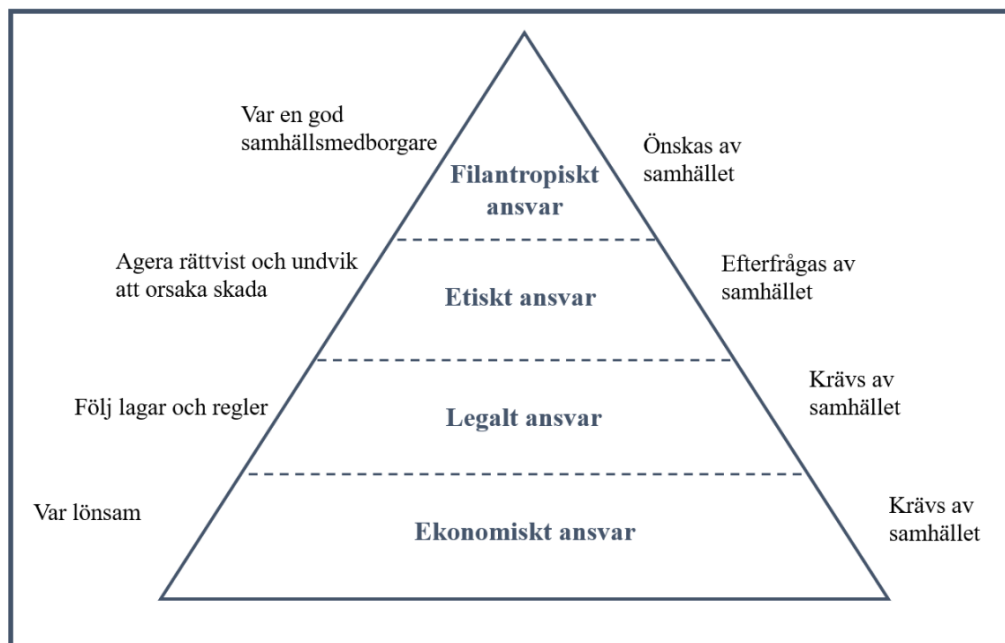 Var en god
samhällsmedborgare
Önskas av
samhället
Filantropiskt
ansvar
Agera rättvist och undvik
att orsaka skada
Efterfrågas av
samhället
Etiskt ansvar
Krävs av
samhället
Följ lagar och regler
Legalt ansvar
Var lönsam
Krävs av
samhället
Ekonomiskt ansvar